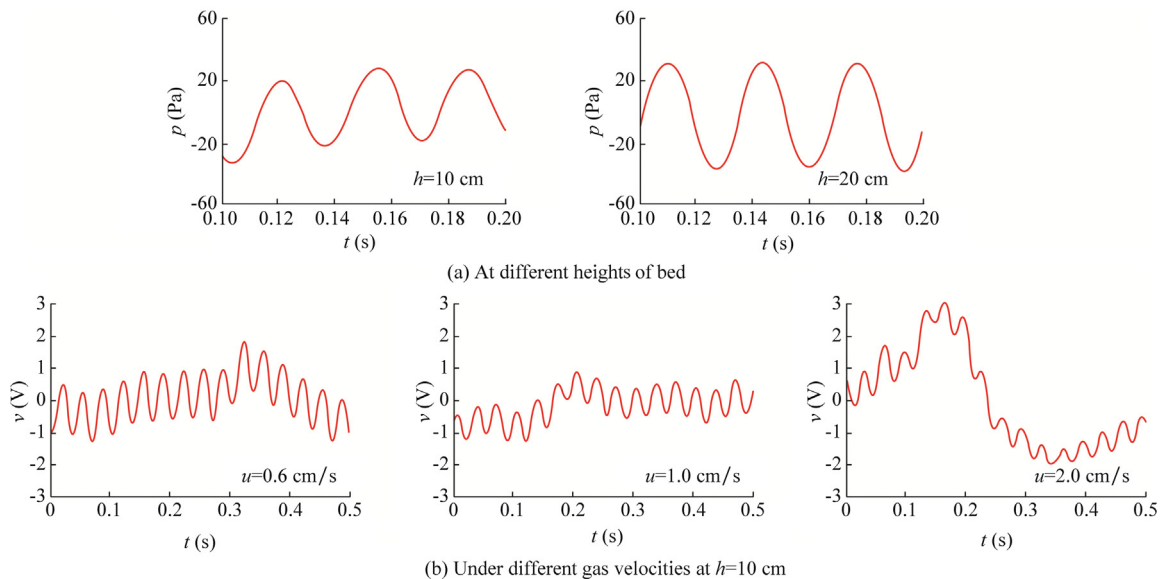 60
20
-20
-60
p (Pa)
h=10 cm
0.10 0.12 0.14 0.16 0.18 0.20
t (s)
60
20
-20
-60
p (Pa)
h=20 cm
0.10 0.12 0.14 0.16 0.18 0.20
t (s)
(a) At different heights of bed
3
2
1
0
-1
-2
-3
v (V)
u=0.6 cm/s
0 0.1 0.2 0.3 0.4 0.5
t (s)
3
2
1
0
-1
-2
-3
v (V)
u=1.0 cm/s
0 0.1 0.2 0.3 0.4 0.5
t (s)
3
2
1
0
-1
-2
-3
v (V)
u=2.0 cm/s
0 0.1 0.2 0.3 0.4 0.5
t (s)
(b) Under different gas velocities at h=10 cm